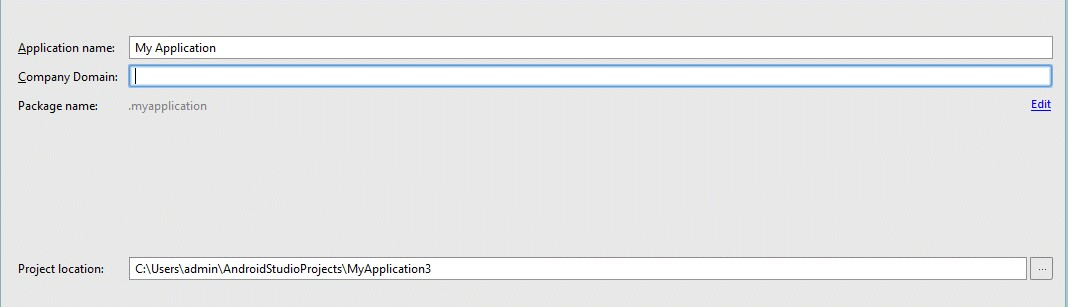 Application name: My Application
Company Domain:
Package name: .myapplication Edit
Project location: C:\Users\admin\AndroidStudioProjects\MyApplication3 ...